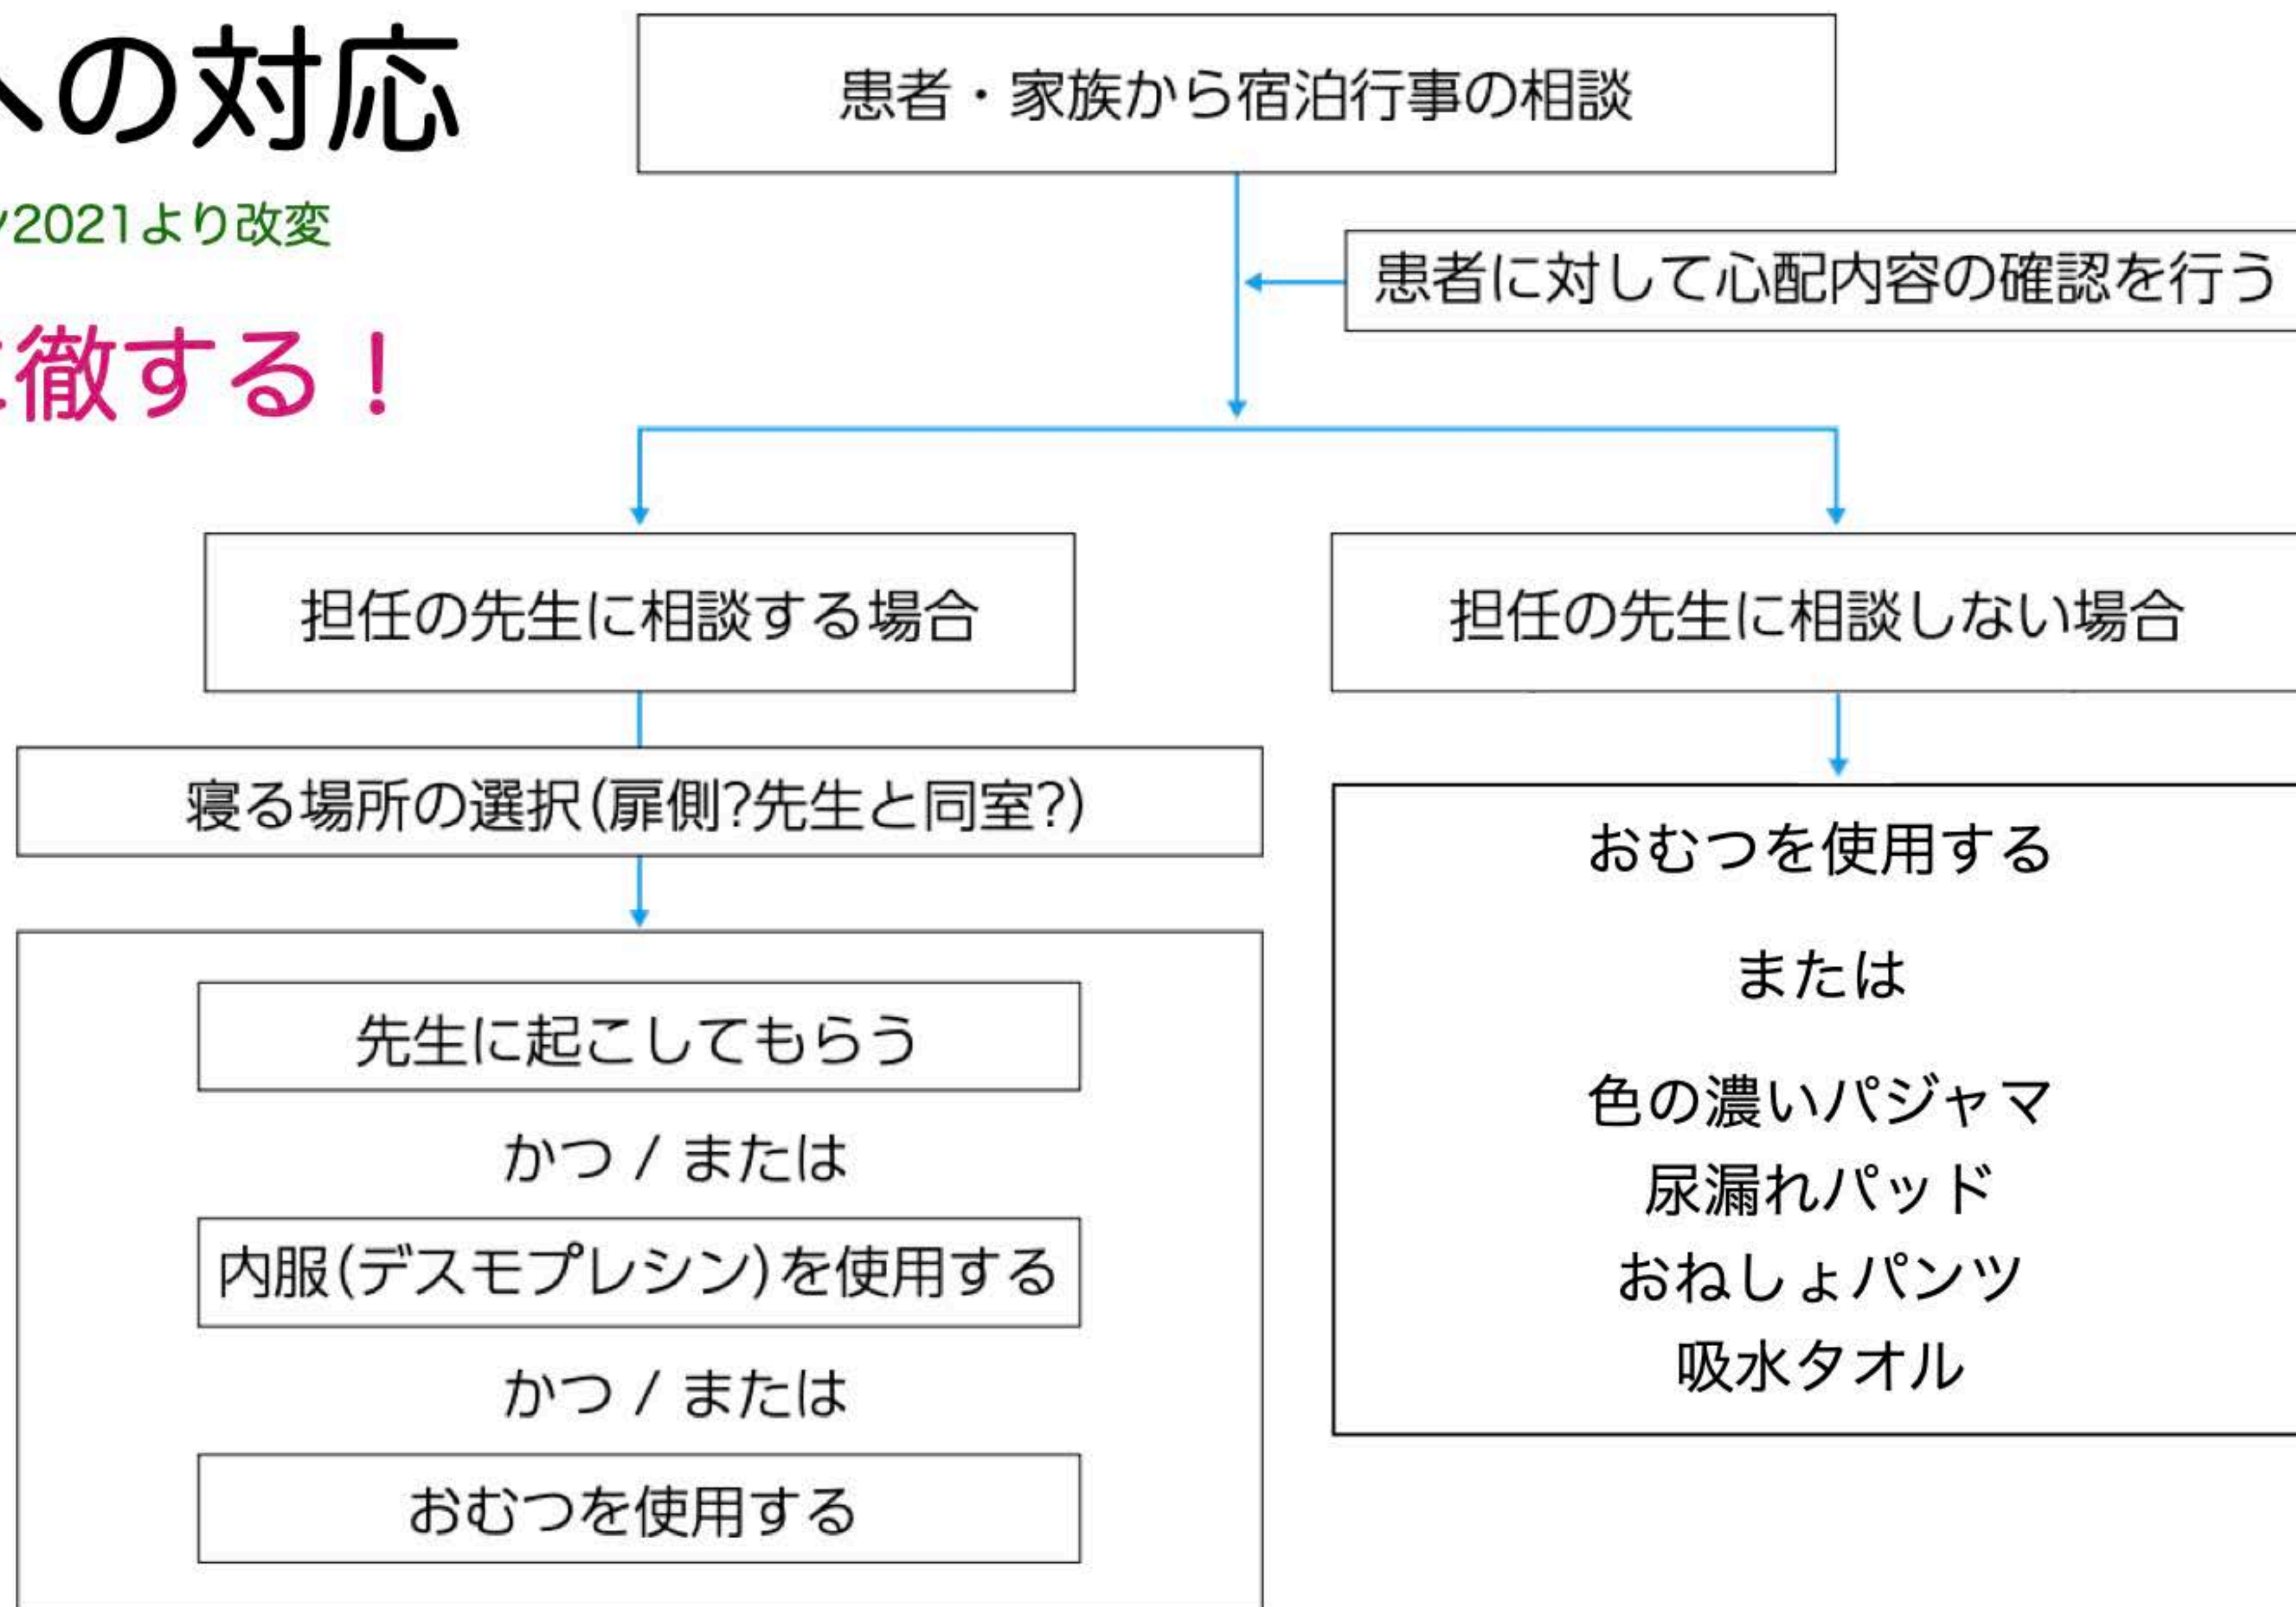 への対応
2021より改変
徹する！
患者・家族から宿泊行事の相談
患者に対して心配内容の確認を行う
担任の先生に相談する場合
担任の先生に相談しない場合
寝る場所の選択(扉側?先生と同室?)
先生に起こしてもらう
かつ / または
内服(デスモプレシン)を使用する
かつ / または
おむつを使用する
おむつを使用する
または
色の濃いパジャマ
尿漏れパッド
おねしょパンツ
吸水タオル